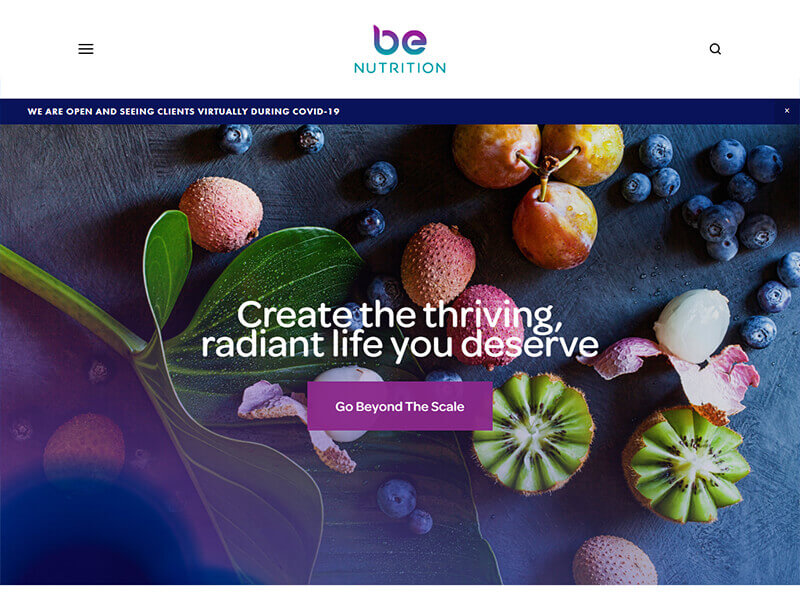 be
NUTRITION
WE ARE OPEN AND SEEING CLIENTS VIRTUALLY DURING COVID-19
×
Create the thriving,
radiant life you deserve
Go Beyond The Scale